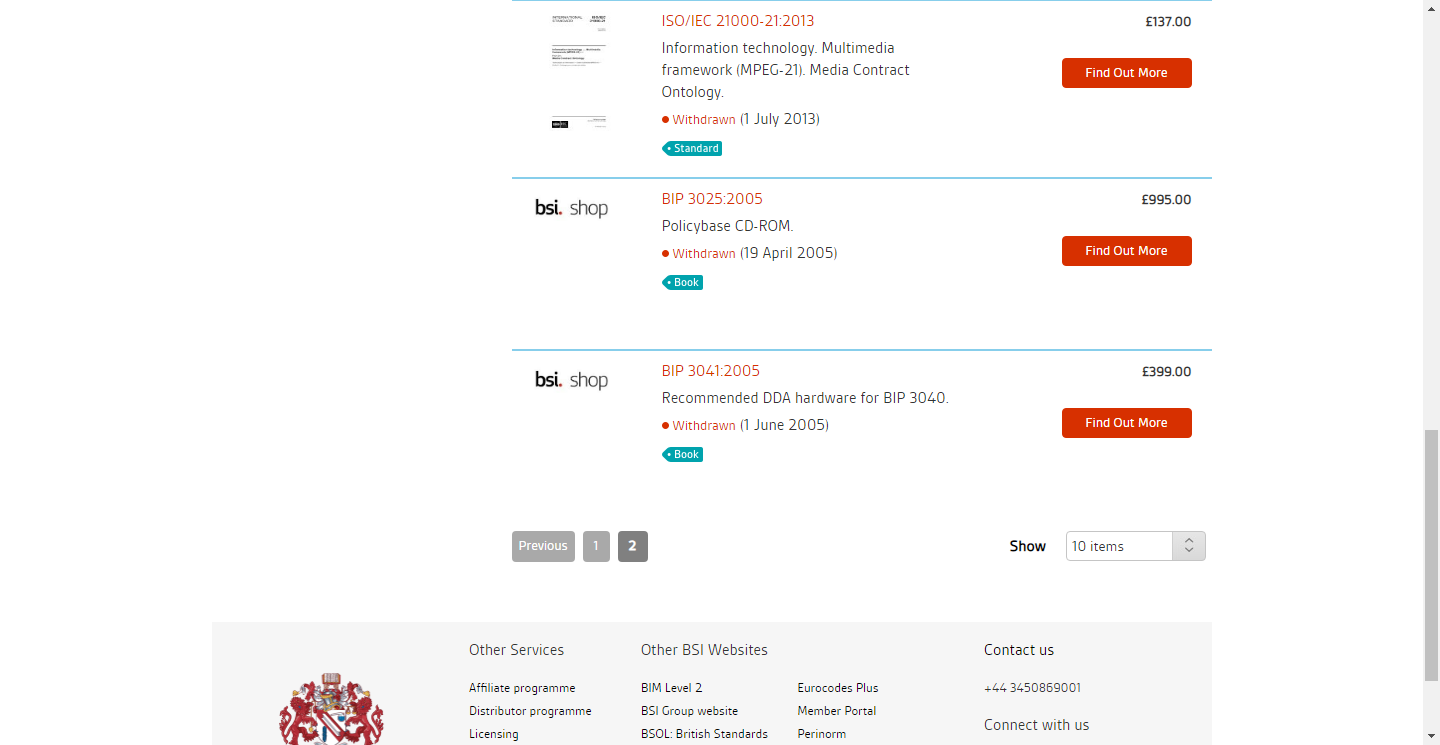 INTERNATIONAL STANDARD
ISO/IEC 21000-21:2013
£137.00
Information technology. Multimedia
framework (MPEG-21). Media Contract
Ontology.
Find Out More
Withdrawn (1 July 2013)
Standard
bsi. shop
BIP 3025:2005
£995.00
Policybase CD-ROM.
Withdrawn (19 April 2005)
Find Out More
Book
bsi. shop
BIP 3041:2005
£399.00
Recommended DDA hardware for BIP 3040.
Withdrawn (1 June 2005)
Find Out More
Book
Previous 1 2
Show 10 items
Other Services
Affiliate programme
Distributor programme
Licensing
Other BSI Websites
BIM Level 2
BSI Group website
BSOL: British Standards
Eurocodes Plus
Member Portal
Perinorm
Contact us
+44 3450869001
Connect with us